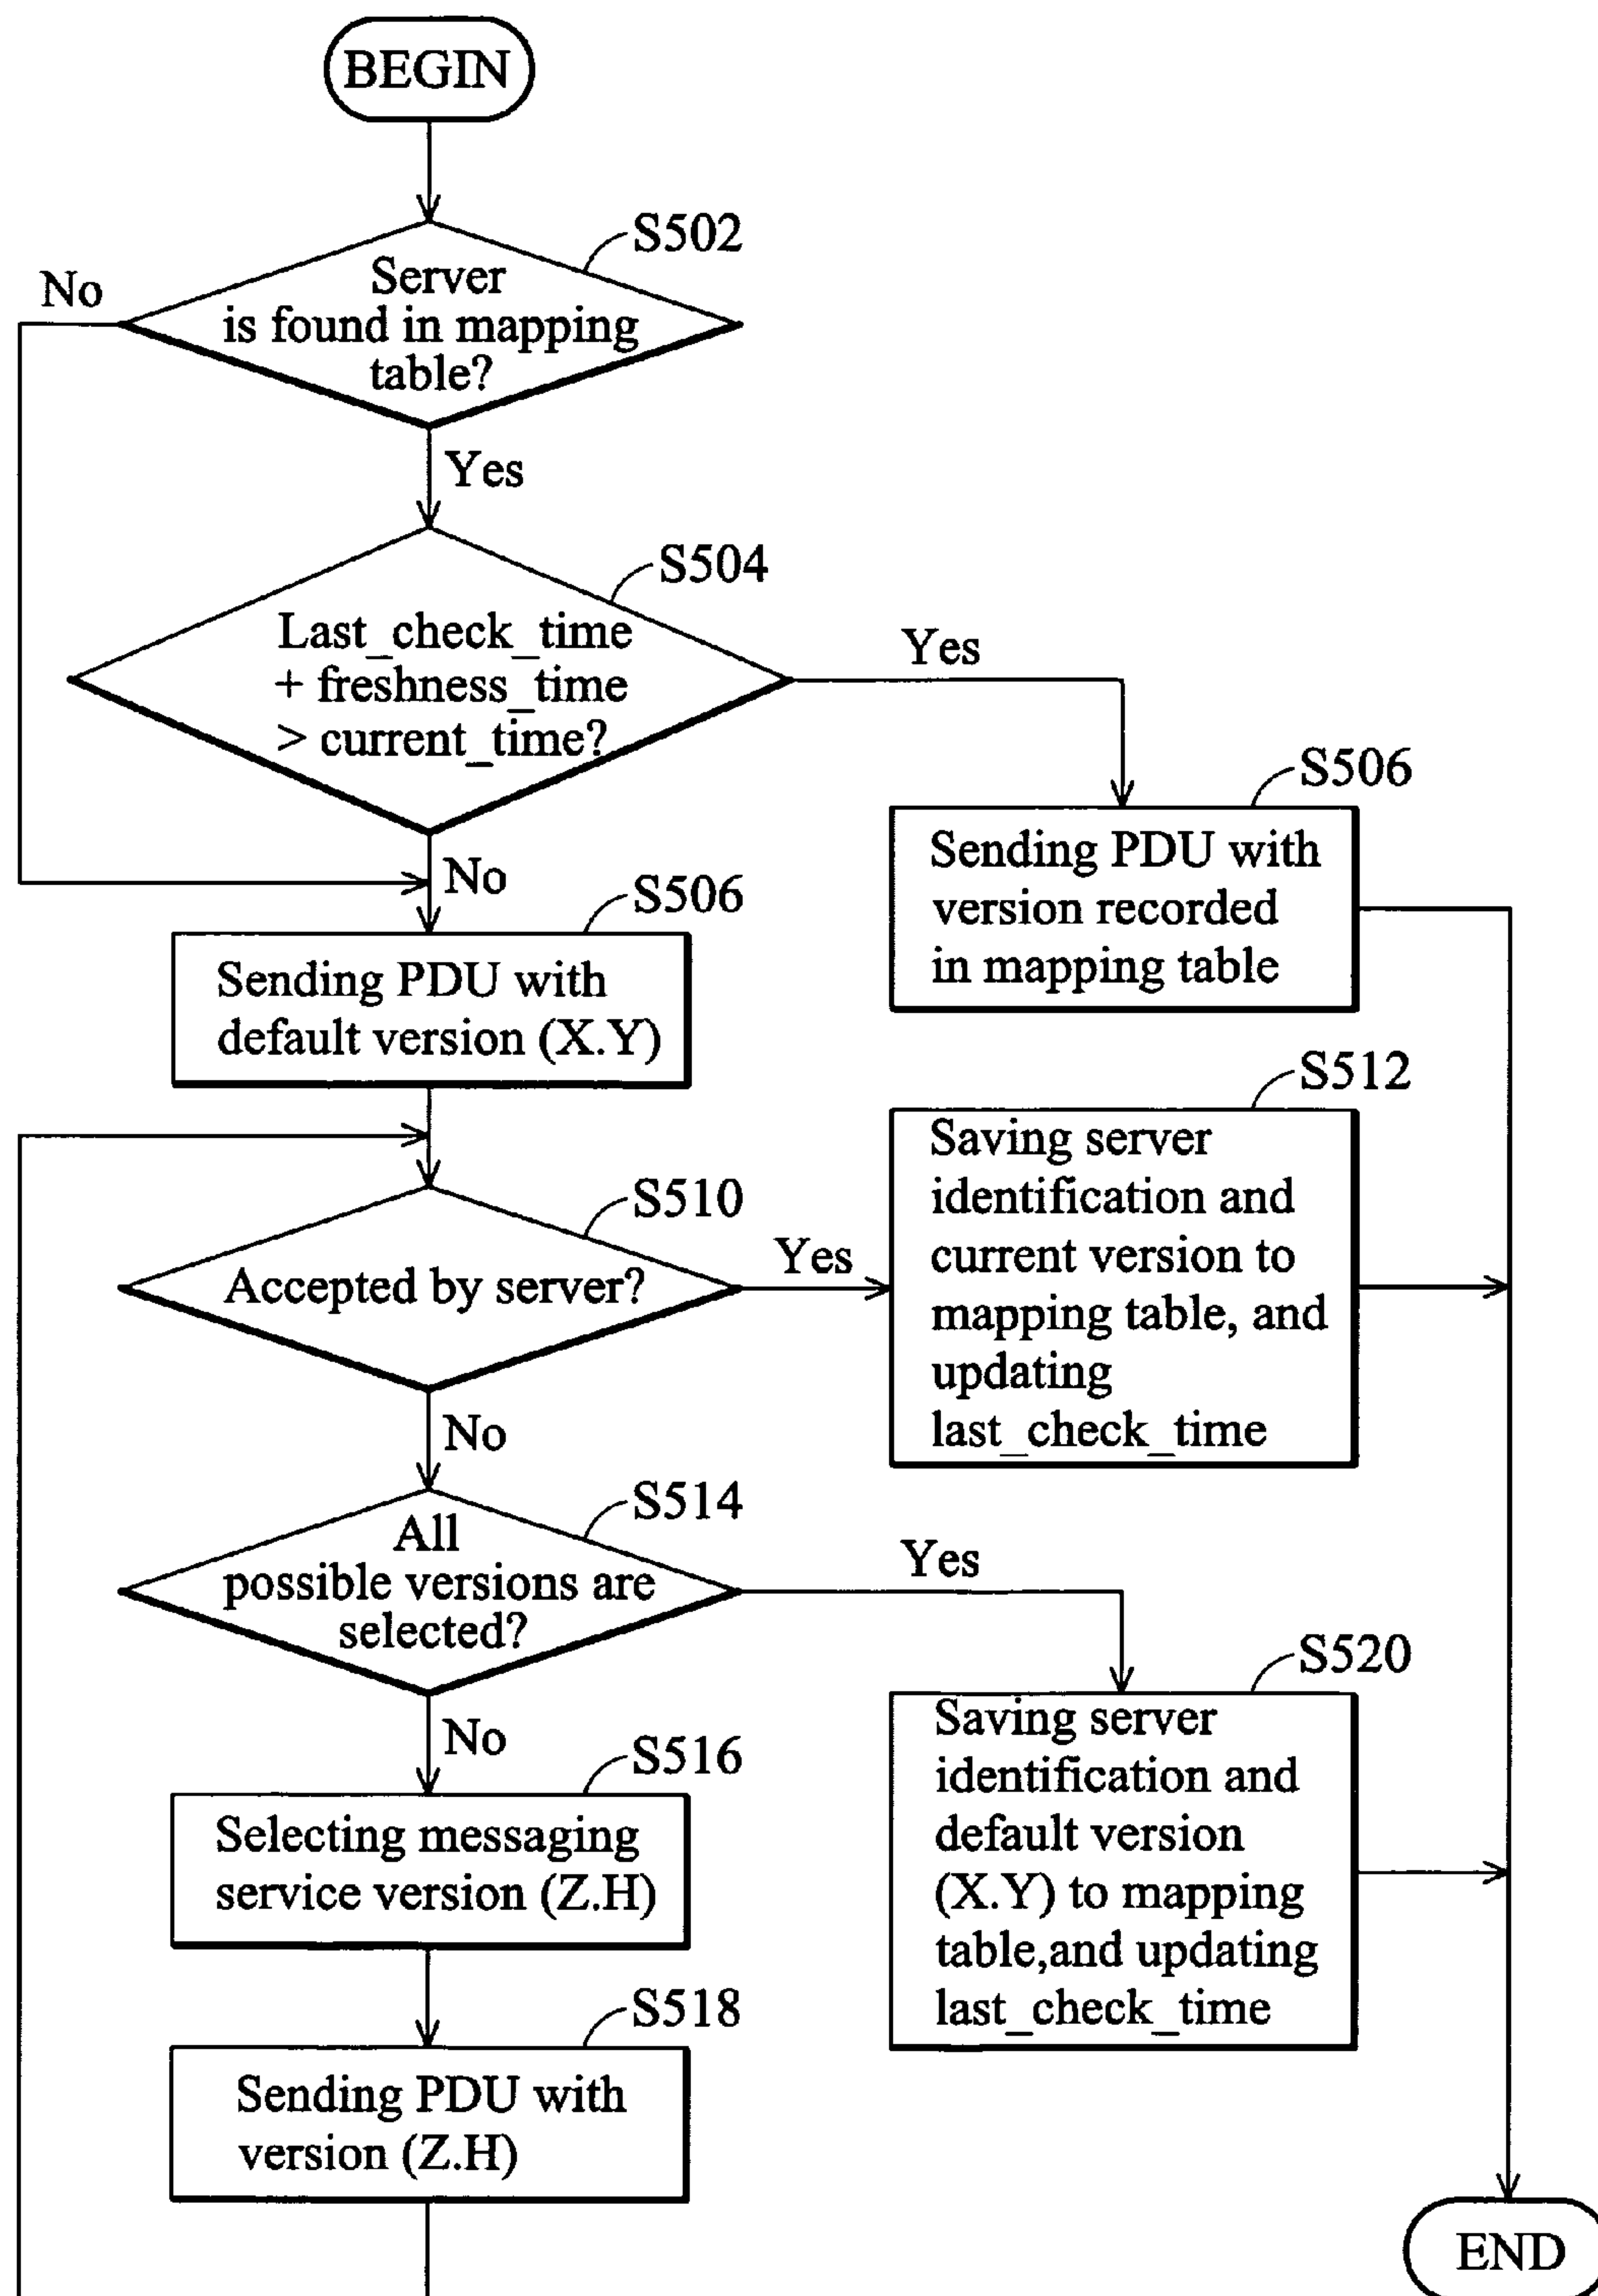 BEGIN
S502
No
Server
is found in mapping
table?
Yes
S504
Last_check_time
+ freshness_time
> current_time?
Yes
No
S506
Sending PDU with
version recorded
in mapping table
S506
Sending PDU with
default version (X.Y)
S510
Accepted by server?
Yes
S512
Saving server
identification and
current version to
mapping table, and
updating
last_check_time
No
S514
All
possible versions are
selected?
Yes
S520
Saving server
identification and
default version
(X.Y) to mapping
table,and updating
last_check_time
No
S516
Selecting messaging
service version (Z.H)
S518
Sending PDU with
version (Z.H)
END